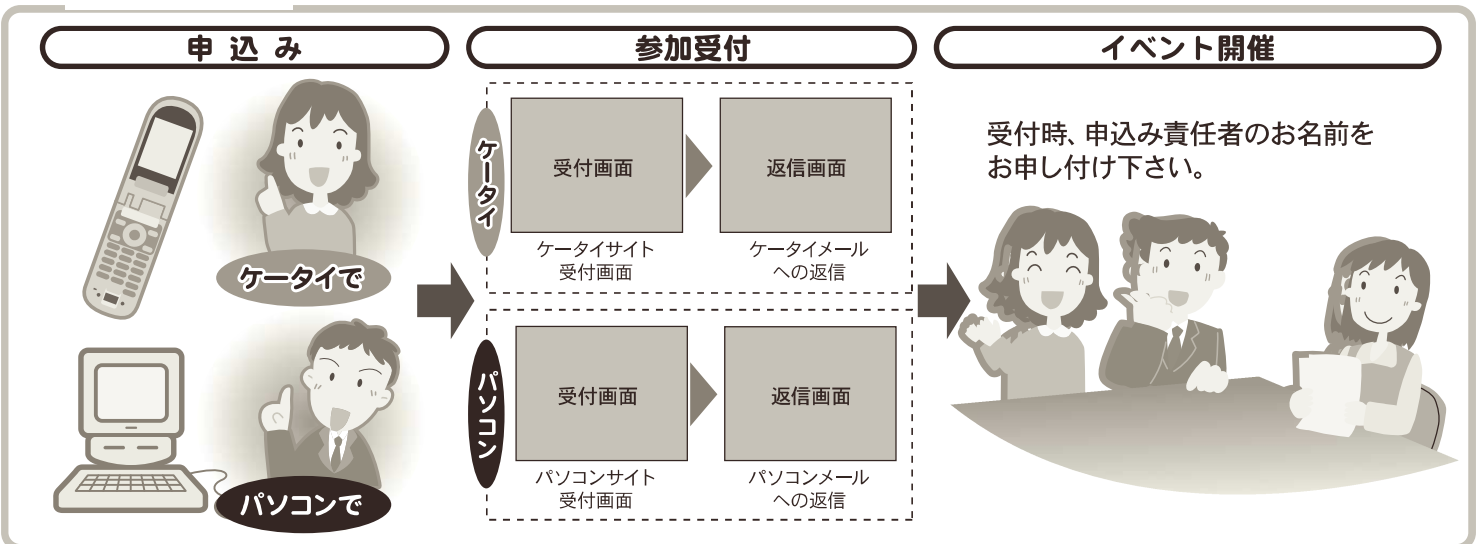 申込み
ケータイで
パソコンで
参加受付
ケータイ
受付画面
返信画面
ケータイサイト
受付画面
ケータイメール
への返信
パソコン
受付画面
返信画面
パソコンサイト
受付画面
パソコンメール
への返信
イベント開催
受付時、申込み責任者のお名前を
お申し付け下さい。